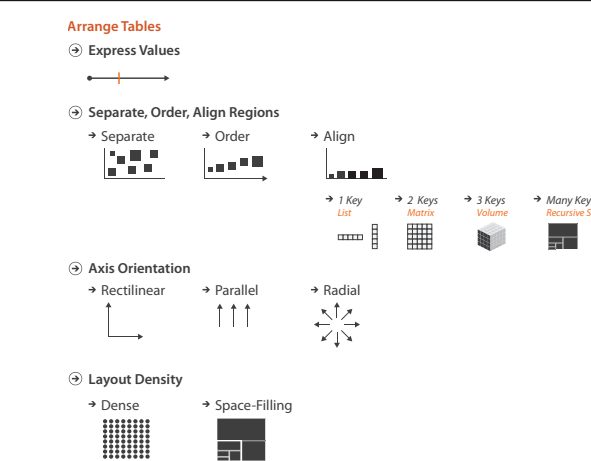 Arrange Tables
Express Values
Separate, Order, Align Regions
Separate
Order
Align
1 Key
List
2 Keys
Matrix
3 Keys
Volume
Many Key
Recursive S
Axis Orientation
Rectilinear
Parallel
Radial
Layout Density
Dense
Space-Filling